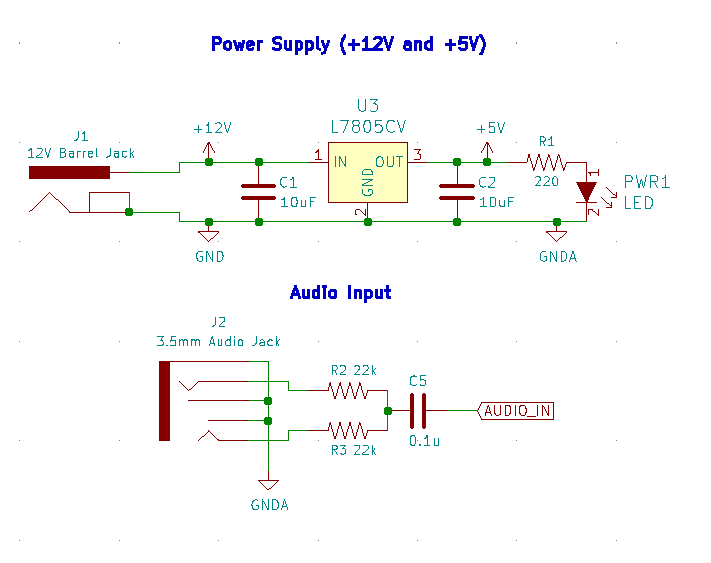 Power Supply (+12V and +5V)
J1
12V Barrel Jack
+12V
C1
10uF
U3
L7805CV
1
IN
OUT
3
GND
2
+5V
C2
10uF
R1
220
1
2
PWR1
LED
GND
GNDA
Audio Input
J2
3.5mm Audio Jack
R2 22k
R3 22k
C5
0.1u
AUDIO_IN
GNDA